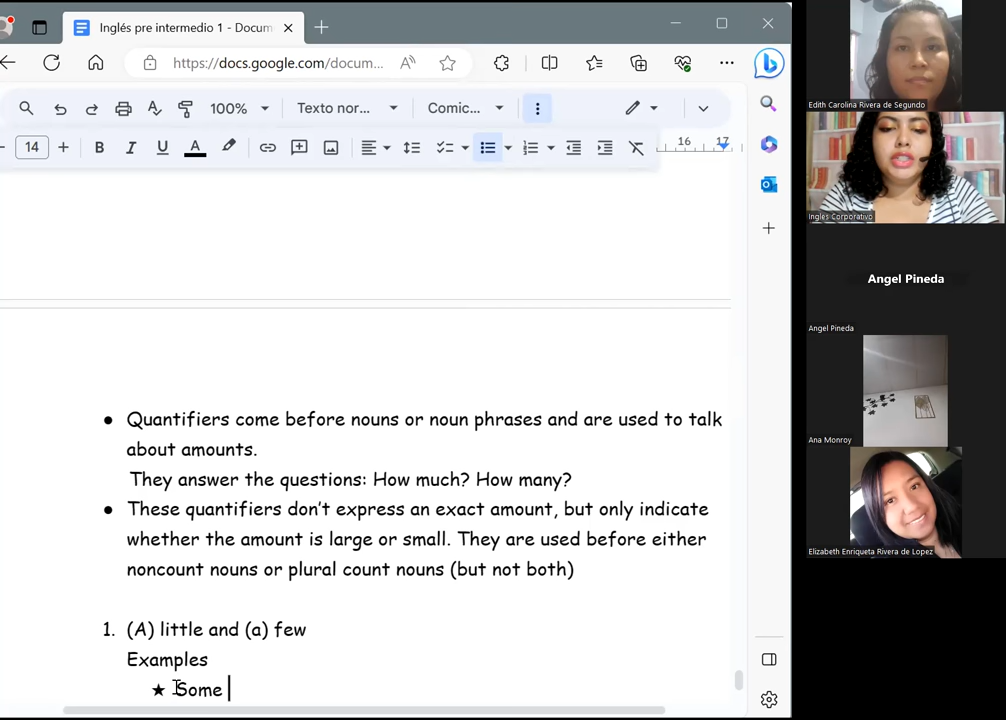 Inglés pre intermedio 1 - Docum
https://docs.google.com/docum...
100%
Texto nor...
Comic...
14
B I U A
16 17
Quantifiers come before nouns or noun phrases and are used to talk
about amounts.
They answer the questions: How much? How many?
These quantifiers don't express an exact amount, but only indicate
whether the amount is large or small. They are used before either
noncount nouns or plural count nouns (but not both)
1. (A) little and (a) few
Examples
★ Some
Edith Carolina Rivera de Segundo
Ingles Corporativo
Angel Pineda
Angel Pineda
Ana Monroy
Elizabeth Enriqueta Rivera de Lopez